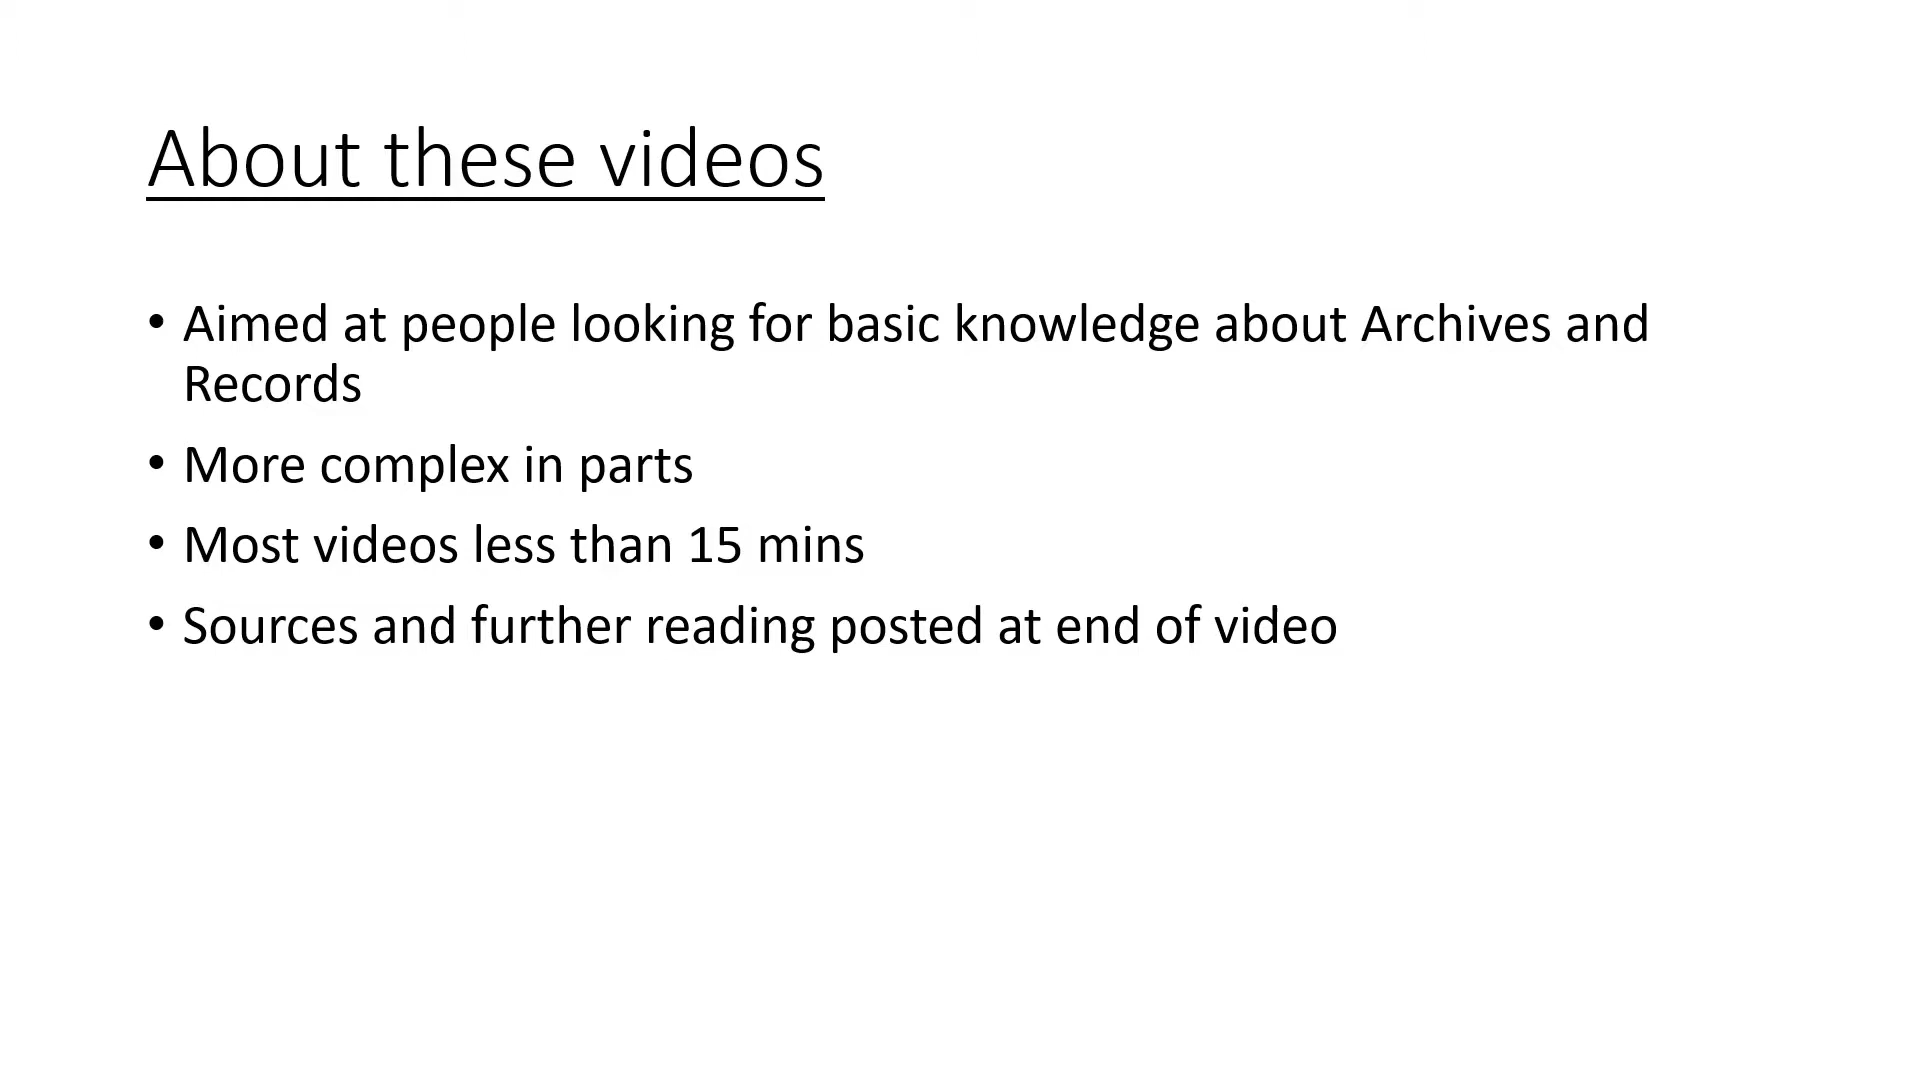 About these videos
• Aimed at people looking for basic knowledge about Archives and
Records
• More complex in parts
• Most videos less than 15 mins
• Sources and further reading posted at end of video